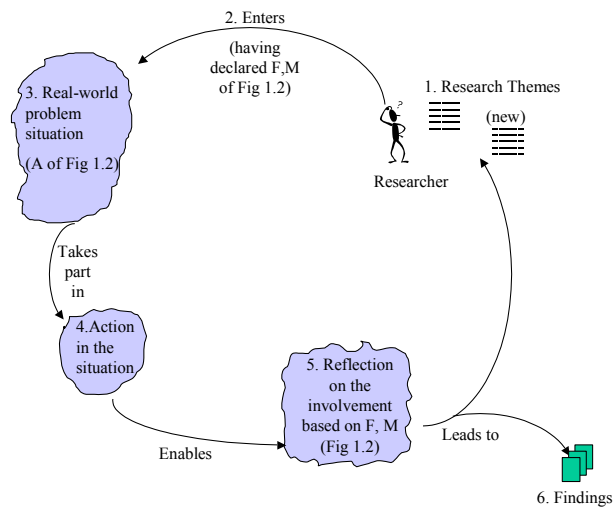 2. Enters
(having
declared F,M
of Fig 1.2)
1. Research Themes
(new)
?
Researcher
3. Real-world
problem
situation
(A of Fig 1.2)
Takes
part
in
4.Action
in the
situation
Enables
5. Reflection
on the
involvement
based on F, M
(Fig 1.2)
Leads to
6. Findings